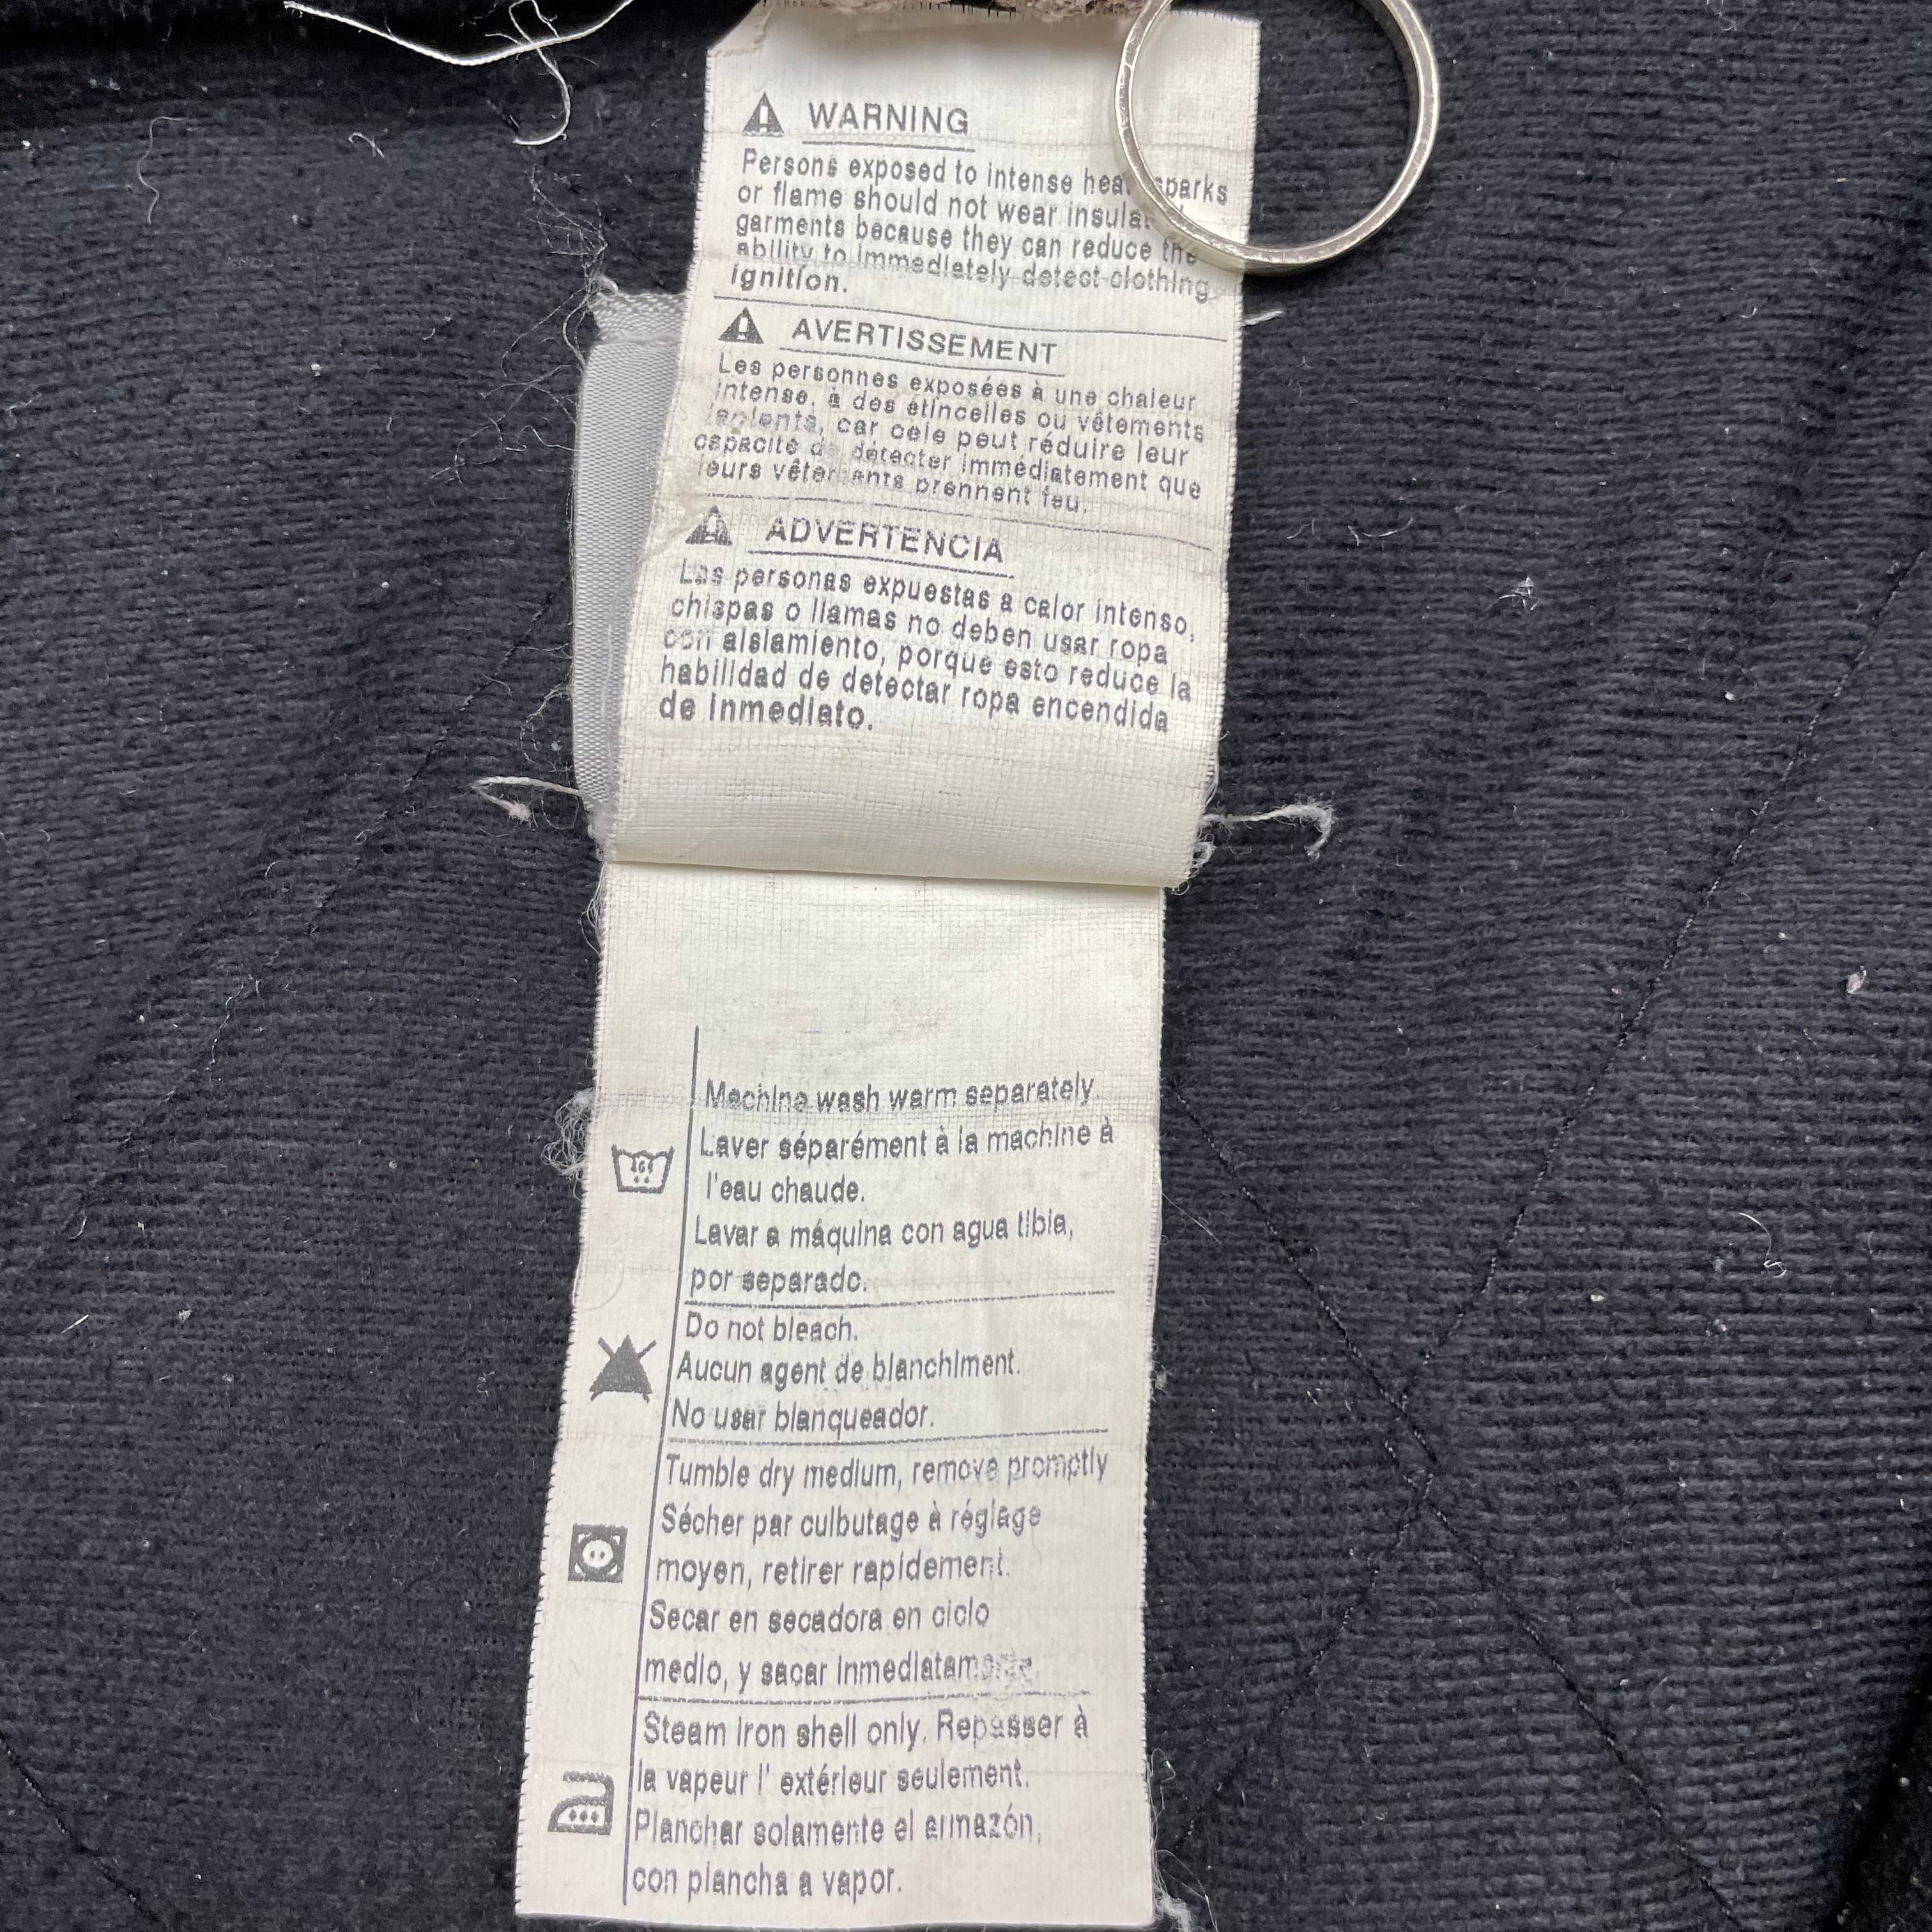 WARNING
Persons exposed to intense heat sparks
or flame should not wear
garments because they can reduce the
ability to immediately detect clothing
ignition.
AVERTISSEMENT
Les personnes exposées à une chaleur
intense, à des étincelles ou vêtements
car cele peut réduire leur
capacité de détecter immédiatement que
leurs prennent feu.
ADVERTENCIA
Las personas expuestas a calor intenso,
chispas o llamas no deben usar ropa
con aislamiento, porque esto reduce la
habilidad de detectar ropa encendida
de inmediato.
Machine wash warm separately.
Laver séparément à la machine à
l'eau chaude.
Lavar a máquina con agua tibia,
por separado.
Do not bleach.
Aucun agent de blanchiment.
No usar blanqueador.
Tumble dry medium, remove promptly
Sécher par culbutage à réglage
moyen, retirer rapidement.
Secar en secadora en ciclo
medio, y sacar inmediatamente.
Steam iron shell only. Repasser à
la vapeur l' extérieur seulement.
Planchar solamente el armazón,
con plancha a vapor.